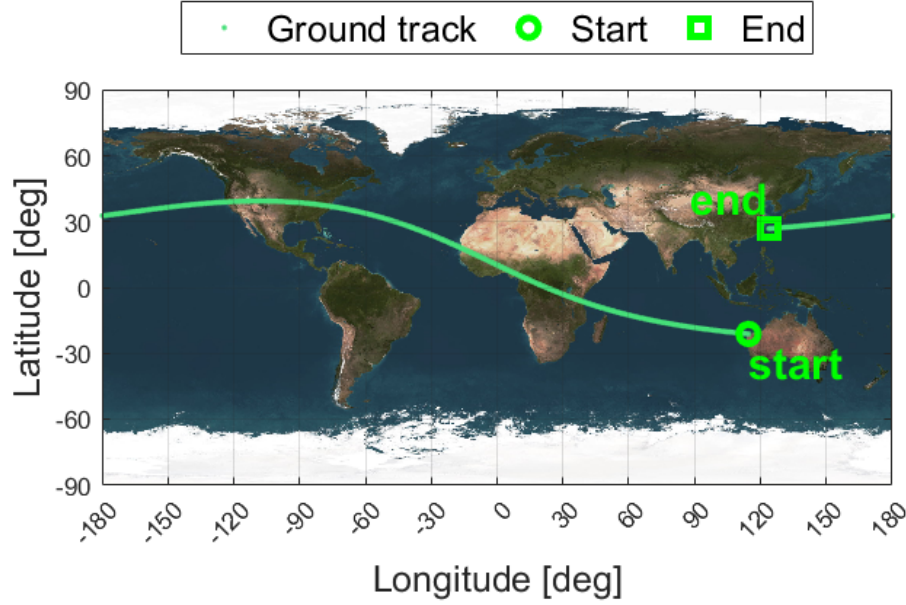 Ground track Start End
90
60
30
0
-30
-60
-90
Latitude [deg]
end
start
-180 -150 -120 -90 -60 -30 0 30 60 90 120 150 180
Longitude [deg]